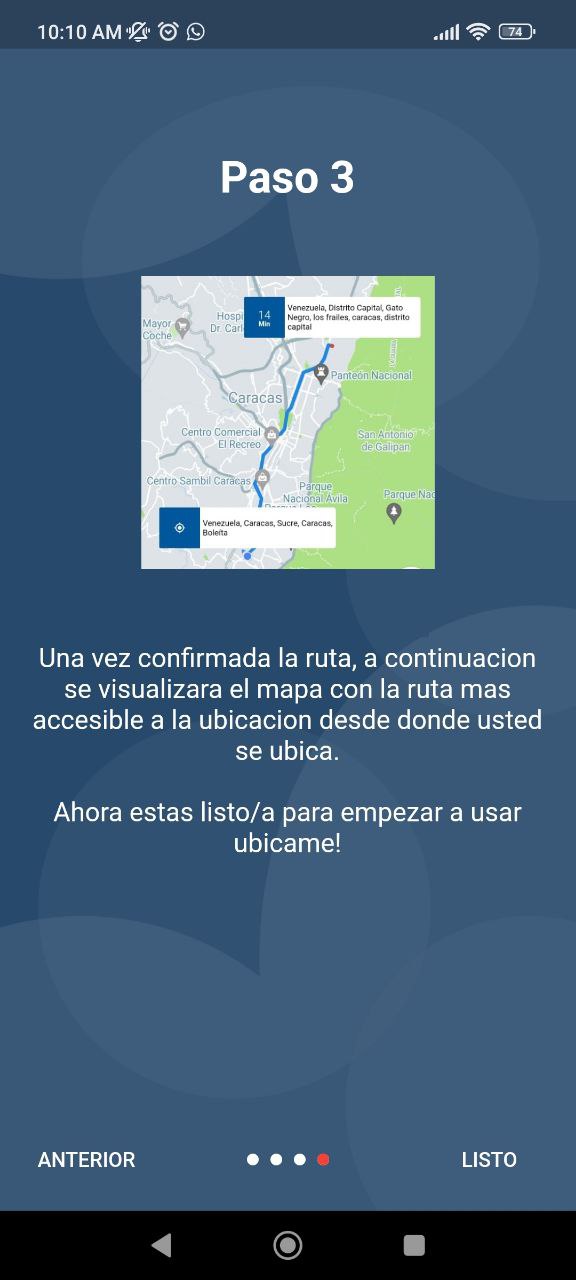 10:10 AM
74
Paso 3
14
Min
Venezuela, Distrito Capital, Gato
Negro, los frailes, caracas, distrito
capital
Mayor
Coche
Hospi
Dr. Carl
Panteón Nacional
Caracas
Centro Comercial
El Recreo
San Antonio
de Galipan
Centro Sambil Caracas
Parque
Nacional Ávila
Parque Nac
Venezuela, Caracas, Sucre, Caracas,
Boleíta
Una vez confirmada la ruta, a continuacion
se visualizara el mapa con la ruta mas
accesible a la ubicacion desde donde usted
se ubica.
Ahora estas listo/a para empezar a usar
ubicame!
ANTERIOR
LISTO